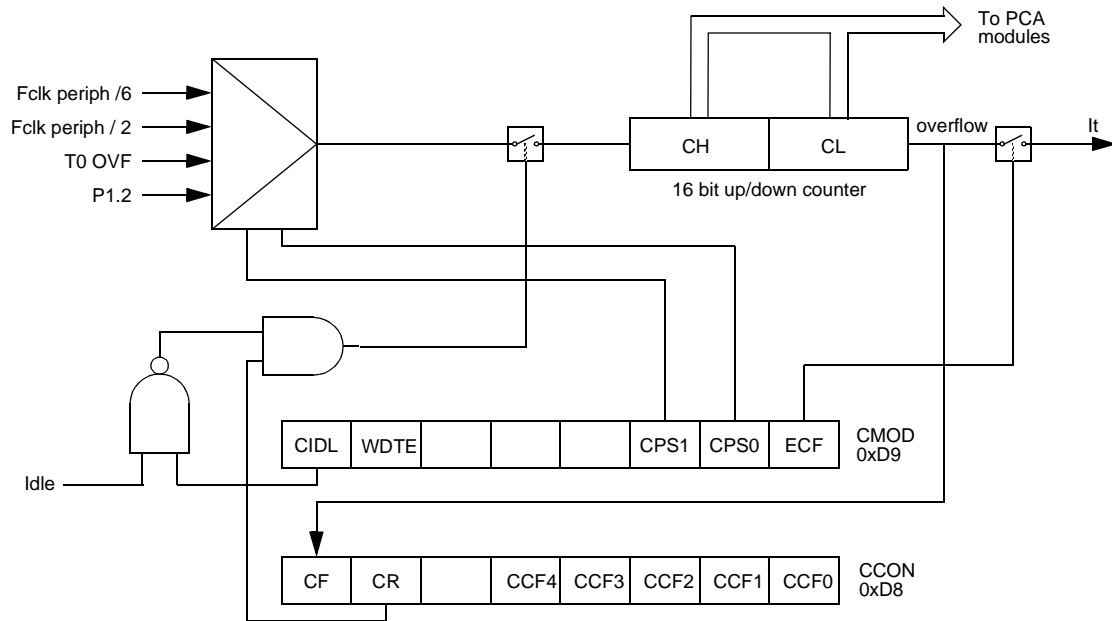 To PCA
modules
Fclk periph /6
Fclk periph / 2
T0 OVF
P1.2
CH CL
overflow It
16 bit up/down counter
CIDL WDTE CPS1 CPS0 ECF
CMOD
0xD9
Idle
CF CR CCF4 CCF3 CCF2 CCF1 CCF0
CCON
0xD8